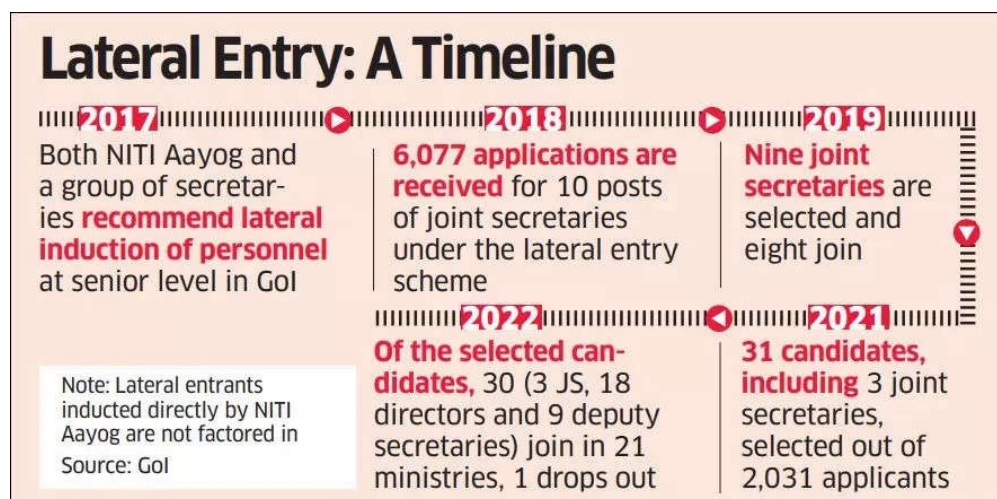 Lateral Entry: A Timeline
2017
Both NITI Aayog and
a group of secretar-
ies recommend lateral
induction of personnel
at senior level in GoI
2018
6,077 applications are
received for 10 posts
of joint secretaries
under the lateral entry
scheme
2019
Nine joint
secretaries are
selected and
eight join
2021
31 candidates,
including 3 joint
secretaries,
selected out of
2,031 applicants
2022
Of the selected can-
didates, 30 (3 JS, 18
directors and 9 deputy
secretaries) join in 21
ministries, 1 drops out
Note: Lateral entrants
inducted directly by NITI
Aayog are not factored in
Source: GoI